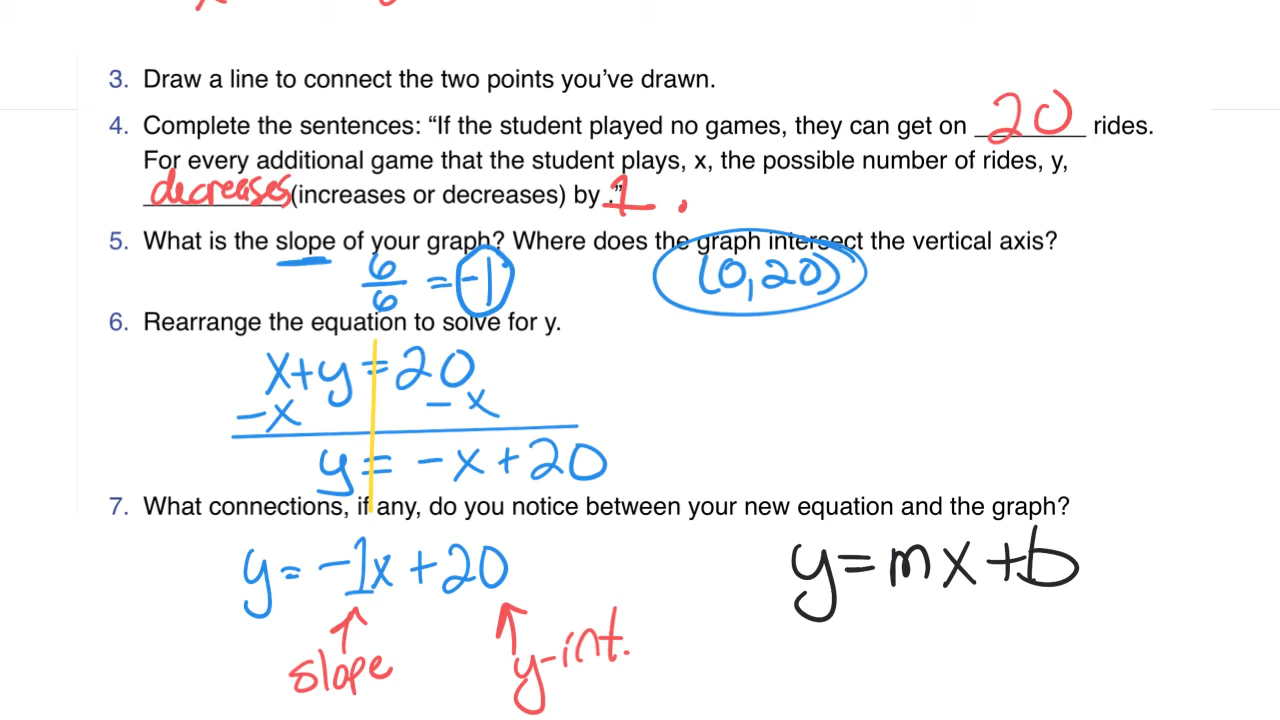 3. Draw a line to connect the two points you've drawn.
4. Complete the sentences: “If the student played no games, they can get on 20 rides.
For every additional game that the student plays, x, the possible number of rides, y,
decreases (increases or decreases) by 1 .”
5. What is the slope of your graph? Where does the graph intersect the vertical axis?
6/6 = -1 (0,20)
6. Rearrange the equation to solve for y.
x+y = 20
-x - x
y = -x + 20
7. What connections, if any, do you notice between your new equation and the graph?
y = -1x + 20 y = mx + b
slope y-int.